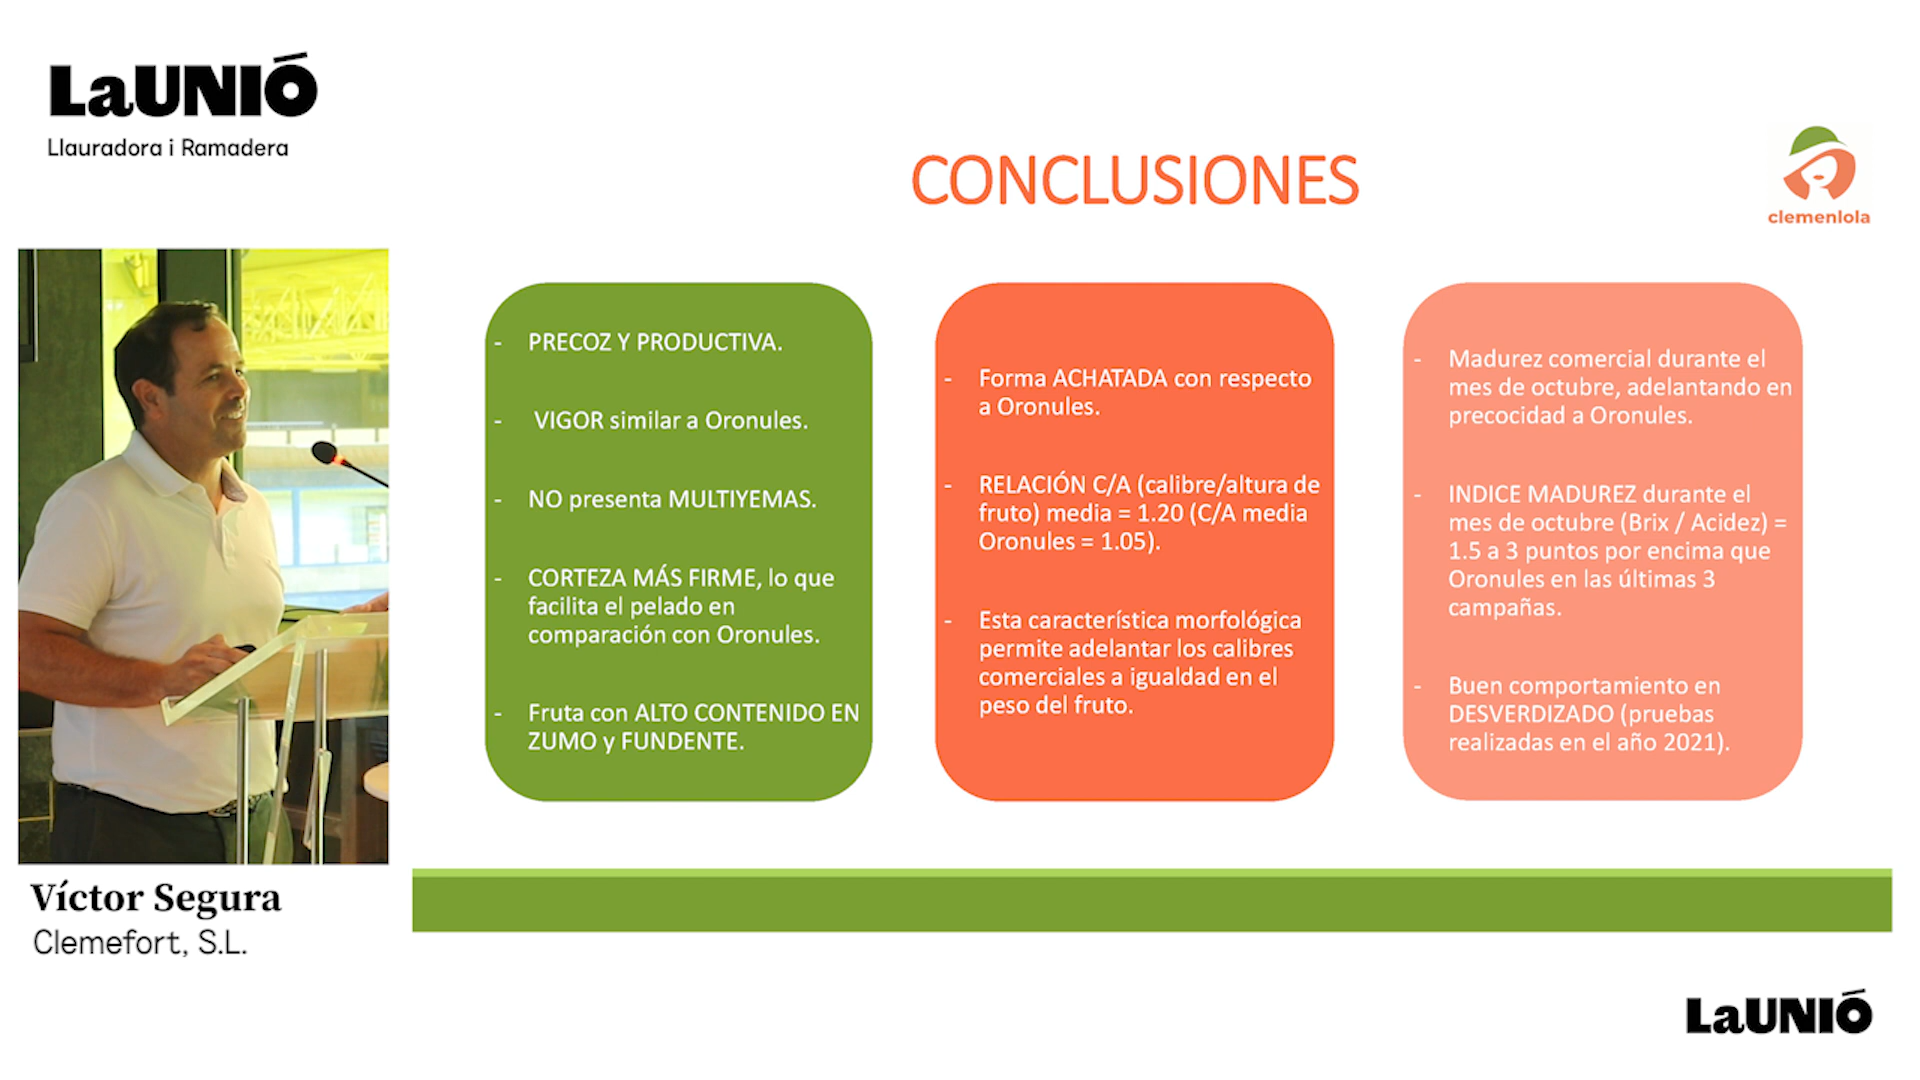 LaUNIÓ
Llauradora i Ramadera
CONCLUSIONES
clemenlola
- PRECOZ Y PRODUCTIVA.
- VIGOR similar a Oronules.
- NO presenta MULTIYEMAS.
- CORTEZA MÁS FIRME, lo que
facilita el pelado en
comparación con Oronules.
- Fruta con ALTO CONTENIDO EN
ZUMO y FUNDENTE.
- Forma ACHATADA con respecto
a Oronules.
- RELACIÓN C/A (calibre/altura de
fruto) media = 1.20 (C/A media
Oronules = 1.05).
- Esta característica morfológica
permite adelantar los calibres
comerciales a igualdad en el
peso del fruto.
- Madurez comercial durante el
mes de octubre, adelantando en
precocidad a Oronules.
- INDICE MADUREZ durante el
mes de octubre (Brix / Acidez) =
1.5 a 3 puntos por encima que
Oronules en las últimas 3
campañas.
- Buen comportamiento en
DESVERDIZADO (pruebas
realizadas en el año 2021).
Víctor Segura
Clemefort, S.L.
LaUNIÓ